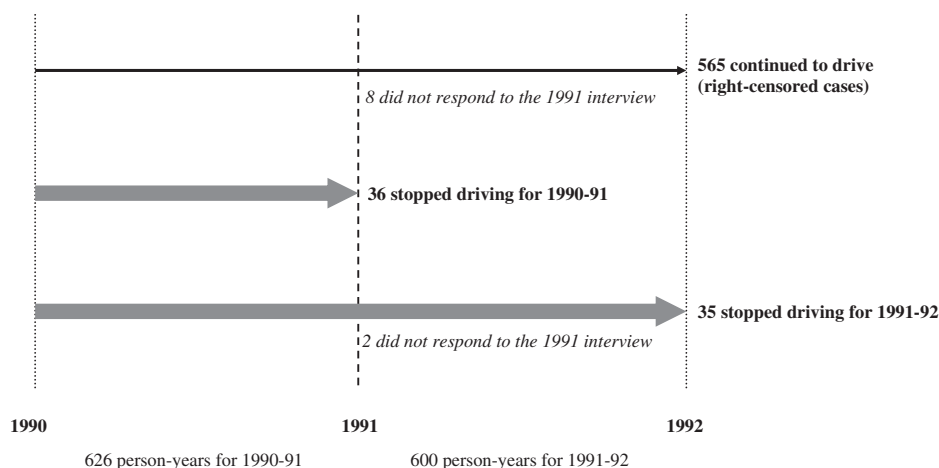 565 continued to drive
(right-censored cases)
8 did not respond to the 1991 interview
36 stopped driving for 1990-91
35 stopped driving for 1991-92
2 did not respond to the 1991 interview
1990 1991 1992
626 person-years for 1990-91 600 person-years for 1991-92